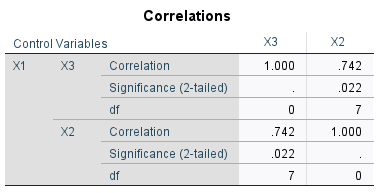 Correlations
Control Variables X3 X2
X1 X3 Correlation 1.000 .742
Significance (2-tailed) . .022
df 0 7
X2 Correlation .742 1.000
Significance (2-tailed) .022 .
df 7 0